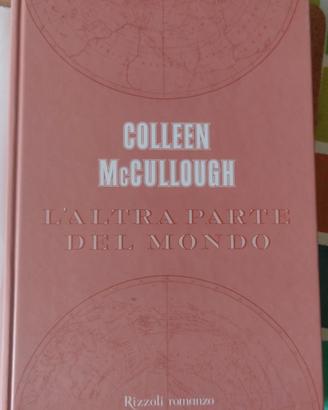 COLLEEN
McCULLOUGH
L'ALTRA PARTE
DEL MONDO
Rizzoli romanzo